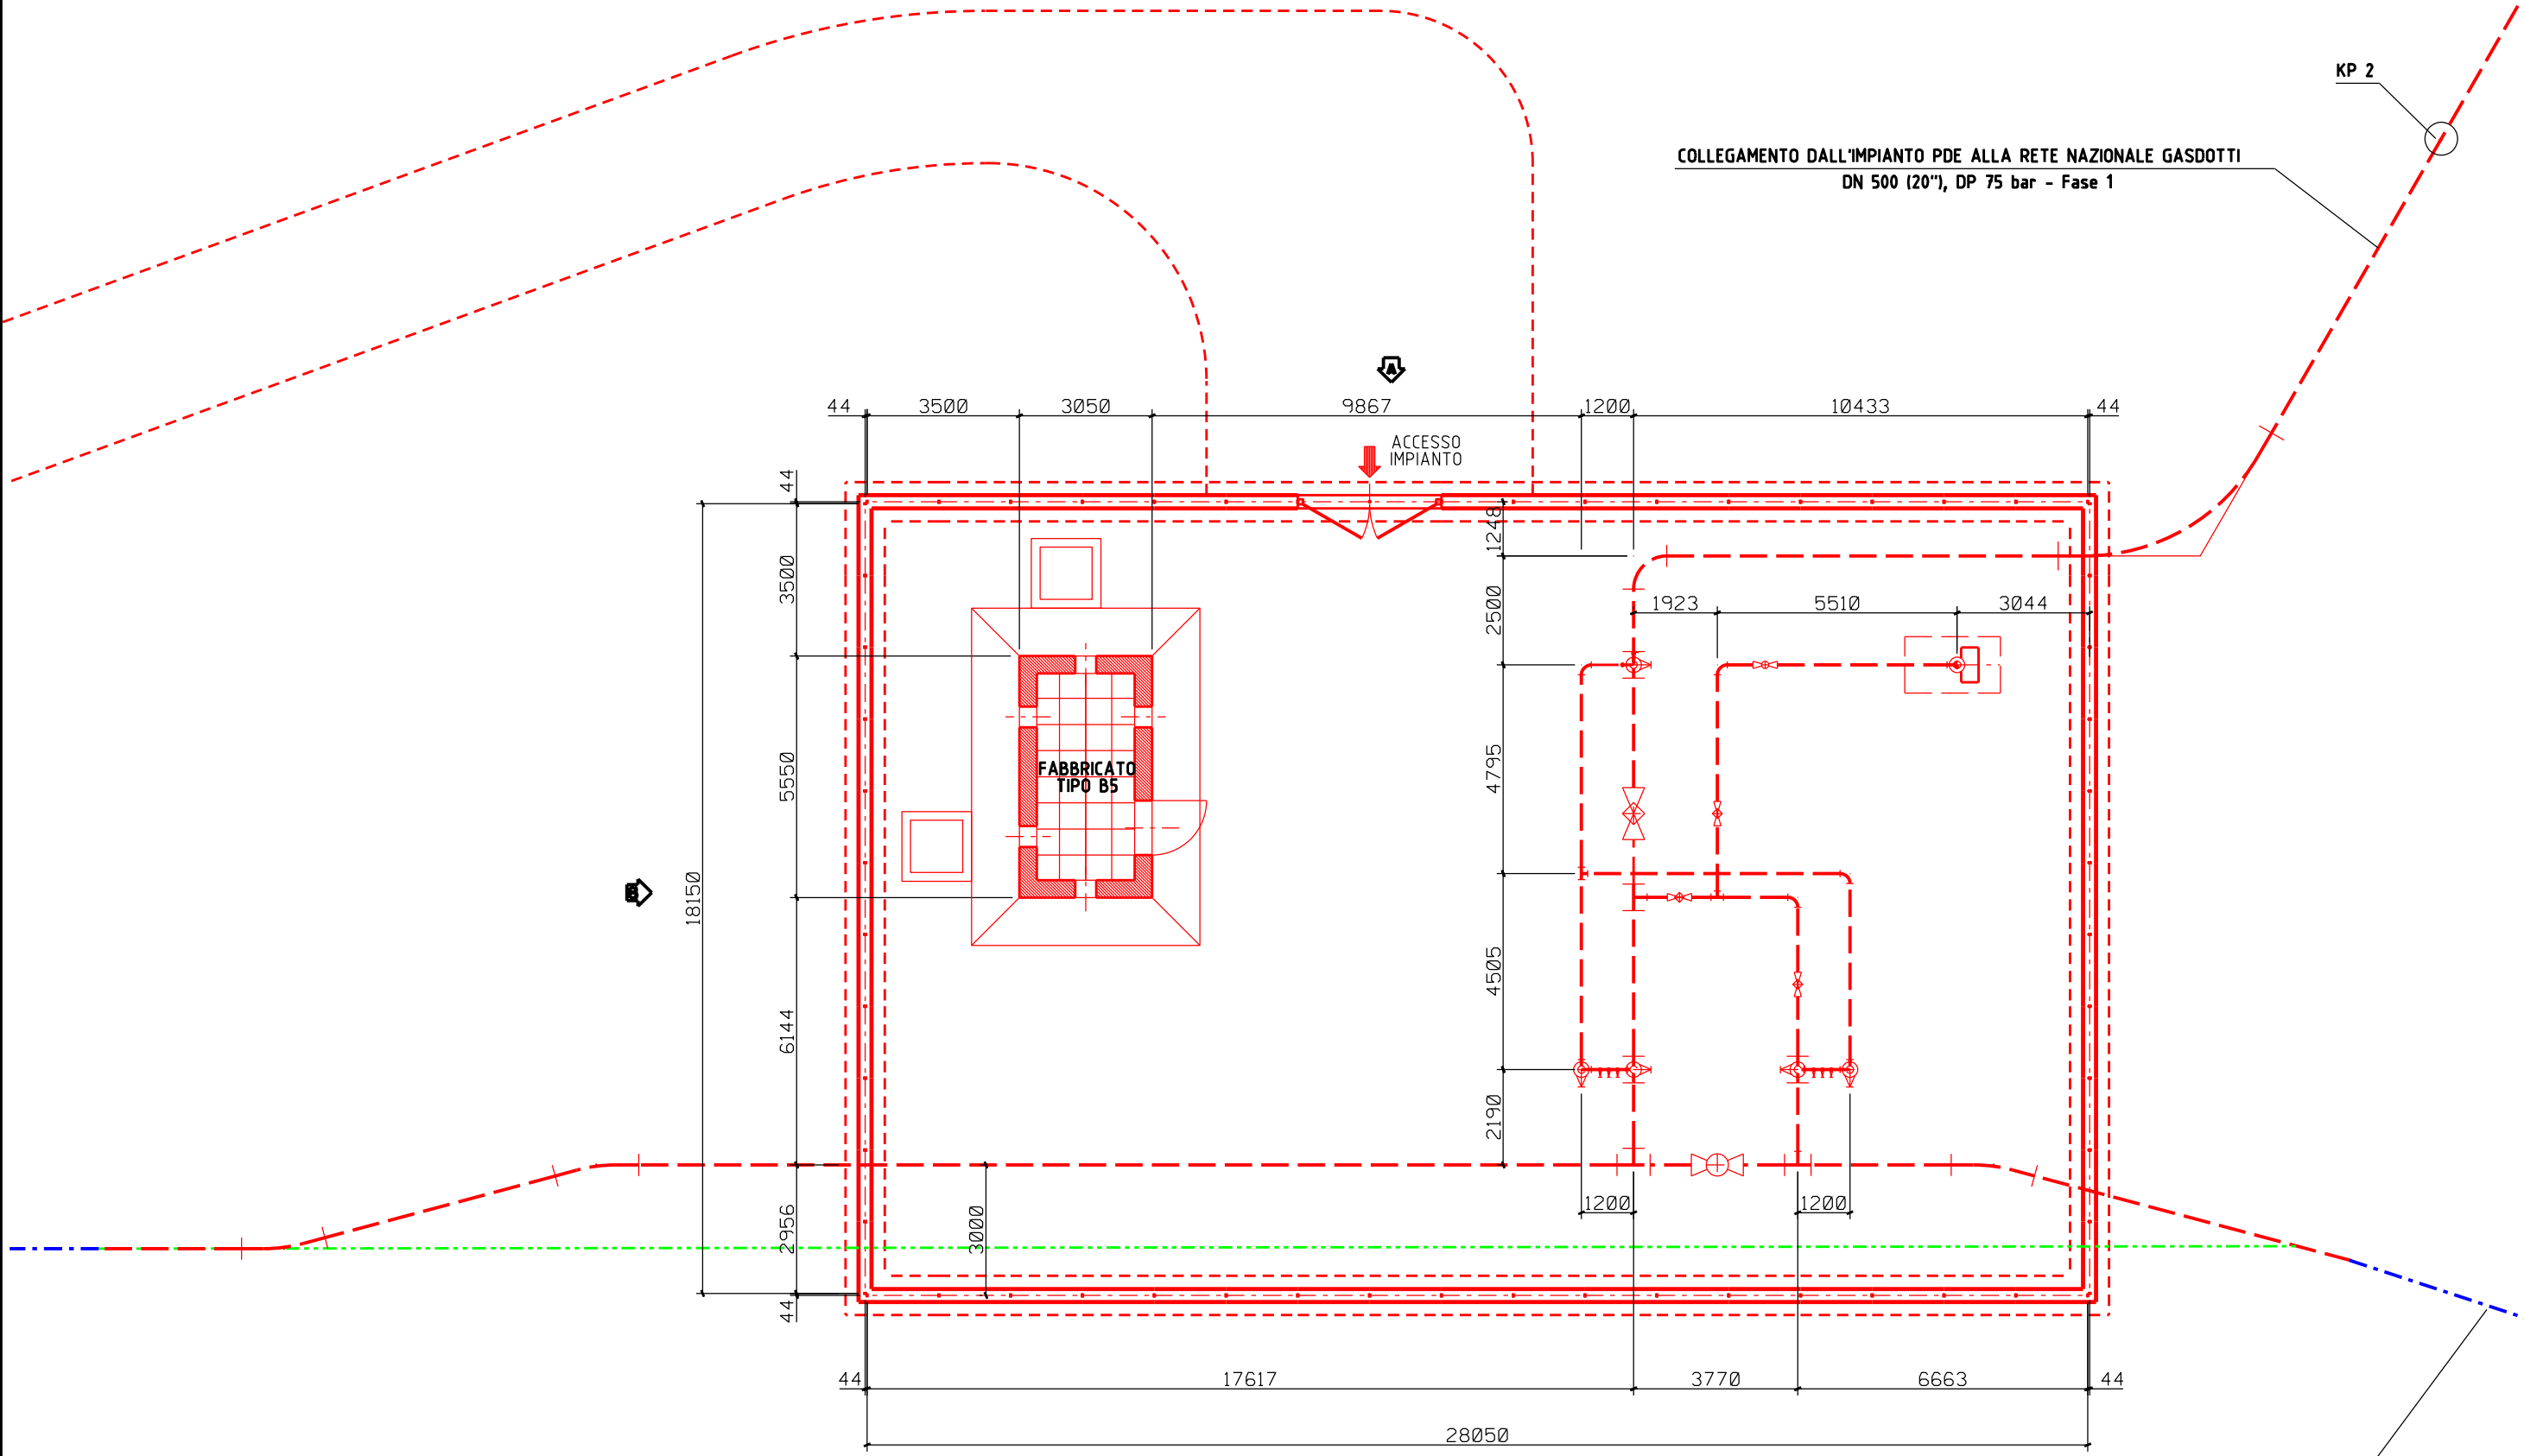 KP 2
COLLEGAMENTO DALL'IMPIANTO PDE ALLA RETE NAZIONALE GASDOTTI
DN 500 (20"), DP 75 bar - Fase 1
A
44 3500 3050 9867 1200 10433 44
ACCESSO
IMPIANTO
44
1248
3500
2500
1923 5510 3044
FABBRICATO
TIPO B5
5550
4795
B
18150
4505
6144
2190
2956
3000
1200 1200
44
44 17617 3770 6663 44
28050